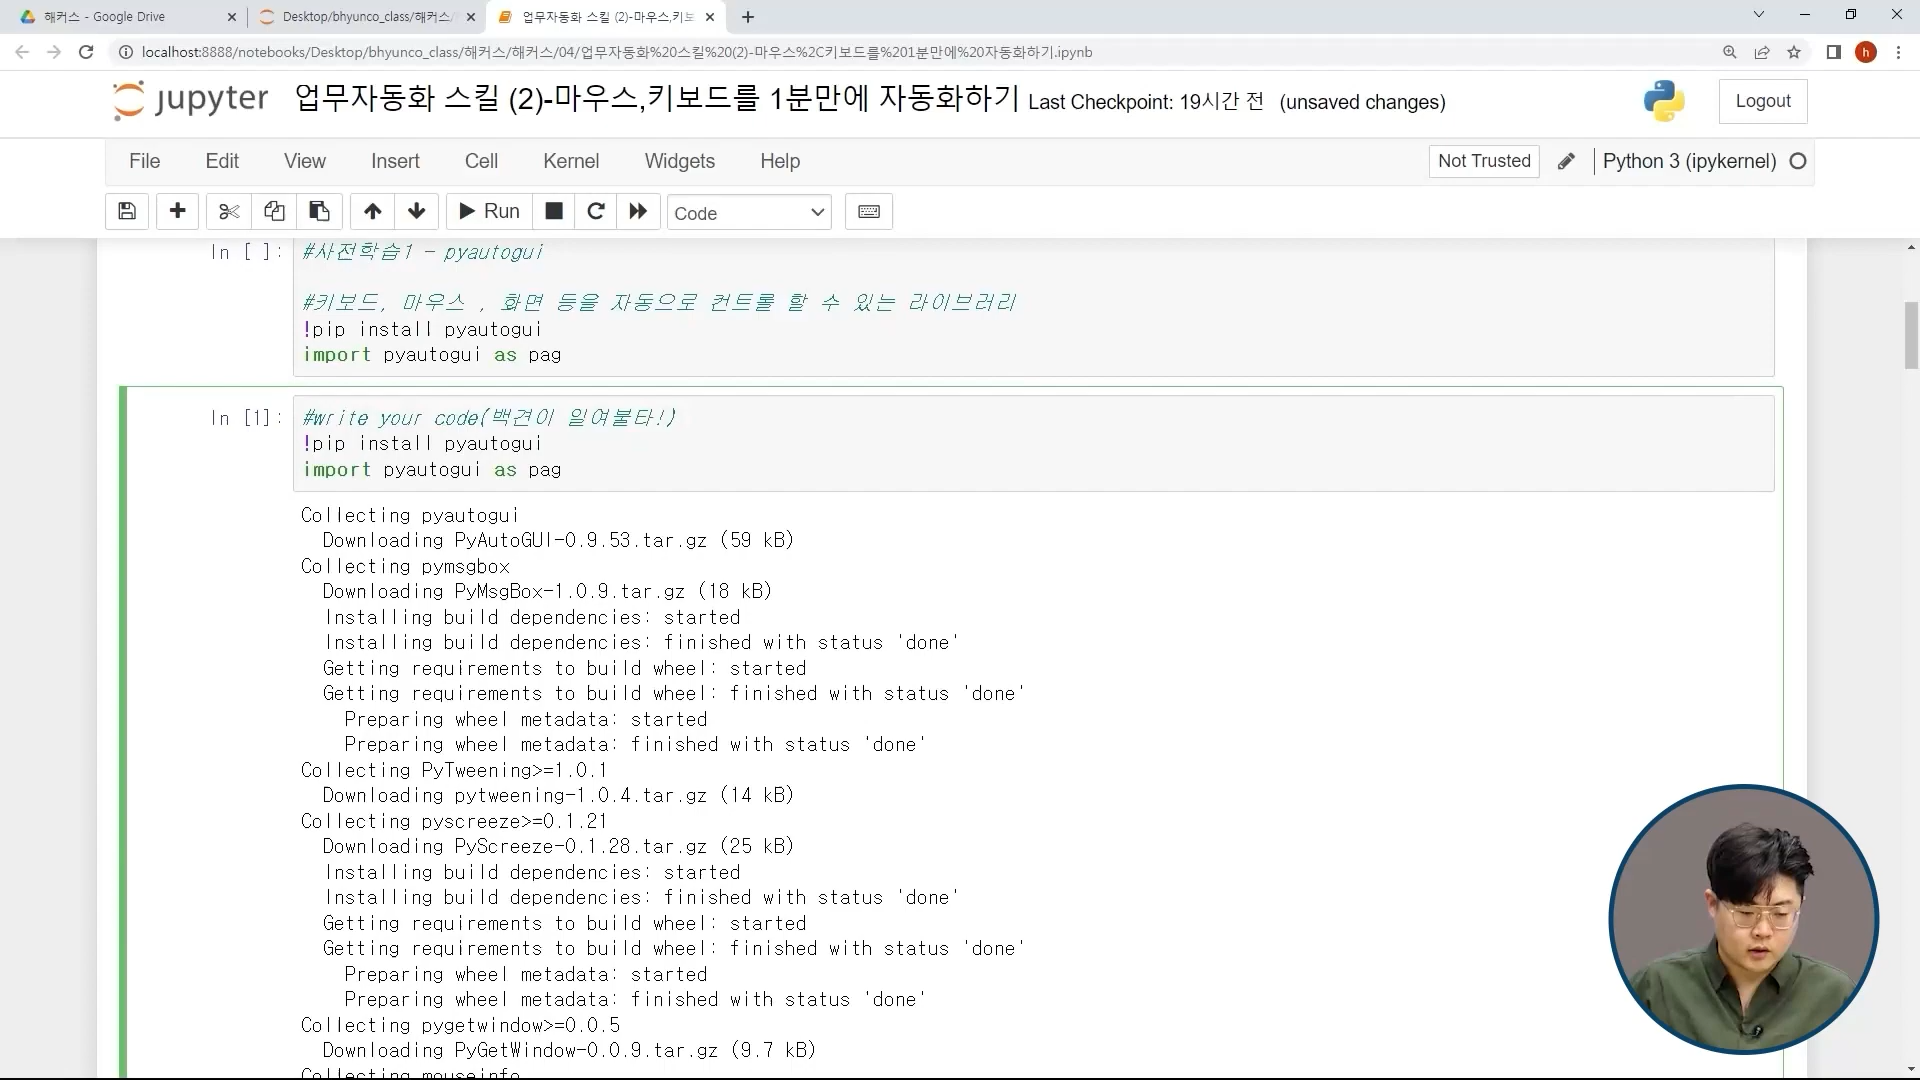 해커스 - Google Drive
Desktop/bhyunco_class/해커스/
업무자동화 스킬 (2)-마우스,키보
localhost:8888/notebooks/Desktop/bhyunco_class/해커스/해커스/04/업무자동화%20스킬%20(2)-마우스%2C키보드를%201분만에%20자동화하기.ipynb
h
jupyter 업무자동화 스킬 (2)-마우스,키보드를 1분만에 자동화하기 Last Checkpoint: 19시간 전 (unsaved changes)
Logout
File Edit View Insert Cell Kernel Widgets Help
Not Trusted Python 3 (ipykernel)
Run Code
In [ ]: #사전학습1 - pyautogui
#키보드, 마우스 , 화면 등을 자동으로 컨트롤 할 수 있는 라이브러리
!pip install pyautogui
import pyautogui as pag
In [1]: #write your code(백견이 일여불타!)
!pip install pyautogui
import pyautogui as pag
Collecting pyautogui
Downloading PyAutoGUI-0.9.53.tar.gz (59 kB)
Collecting pymsgbox
Downloading PyMsgBox-1.0.9.tar.gz (18 kB)
Installing build dependencies: started
Installing build dependencies: finished with status 'done'
Getting requirements to build wheel: started
Getting requirements to build wheel: finished with status 'done'
Preparing wheel metadata: started
Preparing wheel metadata: finished with status 'done'
Collecting PyTweening>=1.0.1
Downloading pytweening-1.0.4.tar.gz (14 kB)
Collecting pyscreeze>=0.1.21
Downloading PyScreeze-0.1.28.tar.gz (25 kB)
Installing build dependencies: started
Installing build dependencies: finished with status 'done'
Getting requirements to build wheel: started
Getting requirements to build wheel: finished with status 'done'
Preparing wheel metadata: started
Preparing wheel metadata: finished with status 'done'
Collecting pygetwindow>=0.0.5
Downloading PyGetWindow-0.0.9.tar.gz (9.7 kB)
Collecting mouseinfo